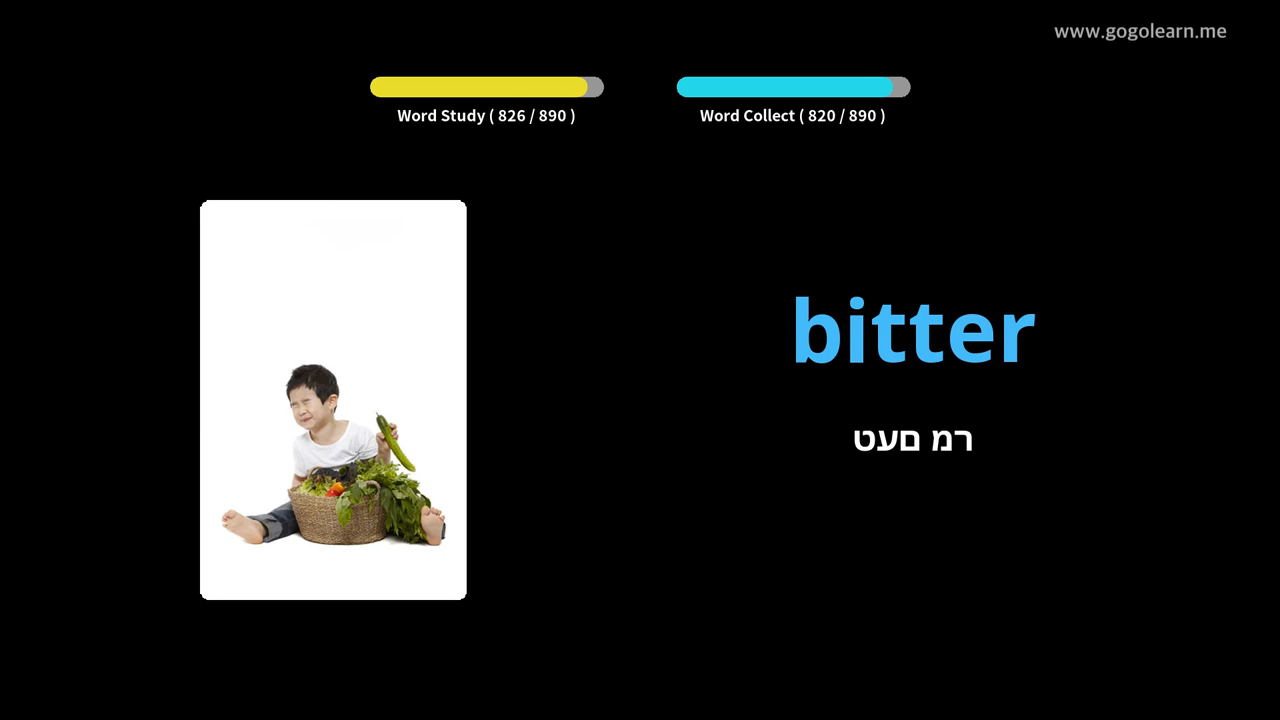 www.gogolearn.me
Word Study ( 826 / 890 )
Word Collect ( 820 / 890 )
bitter
טעם מר